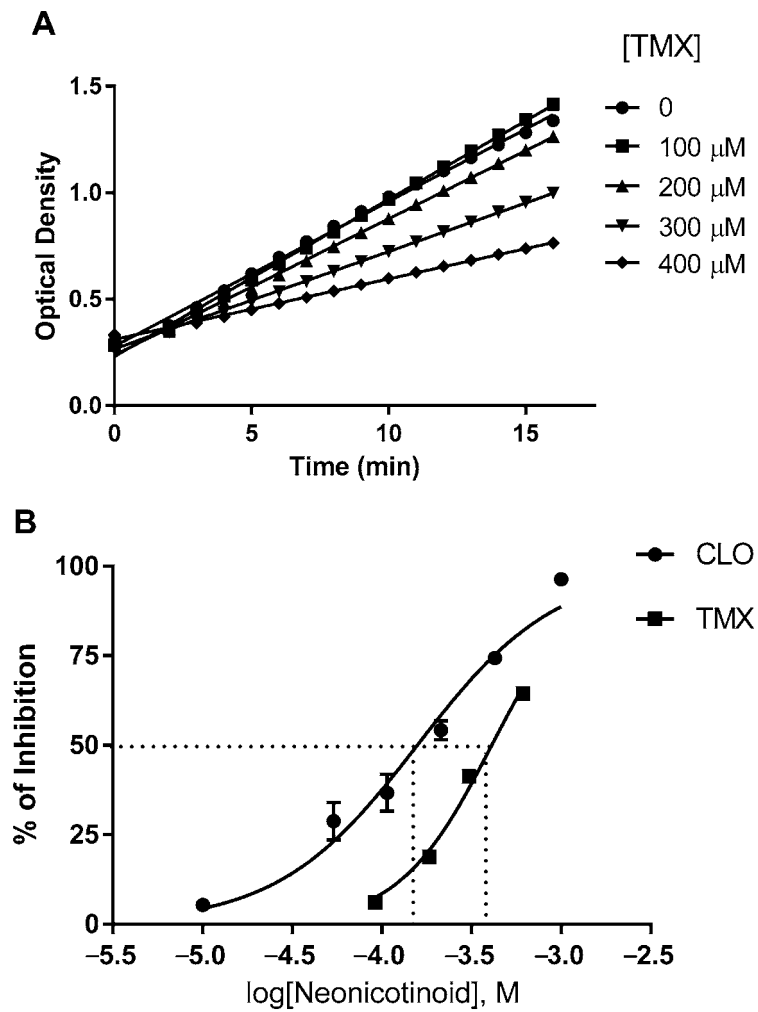 A
[TMX]
1.5
1.0
0.5
0.0
Optical Density
0
100 μM
200 μM
300 μM
400 μM
0 5 10 15
Time (min)
B
CLO
TMX
100
75
50
25
0
% of Inhibition
−5.5 −5.0 −4.5 −4.0 −3.5 −3.0 −2.5
log[Neonicotinoid], M